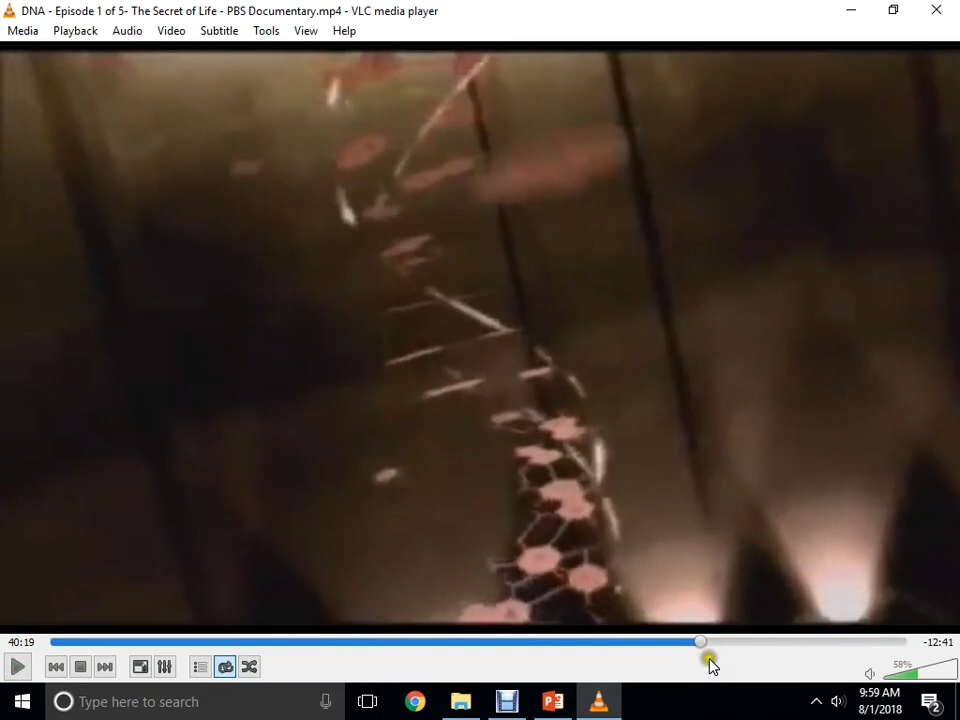 DNA - Episode 1 of 5- The Secret of Life - PBS Documentary.mp4 - VLC media player
Media Playback Audio Video Subtitle Tools View Help
40:19 -12:41
58%
Type here to search
9:59 AM
8/1/2018
2